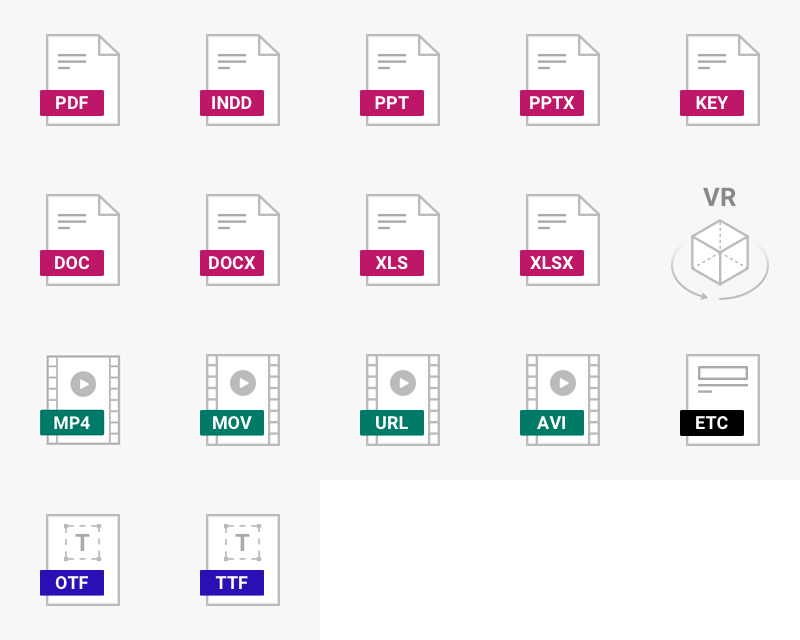 PDF
INDD
PPT
PPTX
KEY
DOC
DOCX
XLS
XLSX
VR
MP4
MOV
URL
AVI
ETC
T
OTF
T
TTF